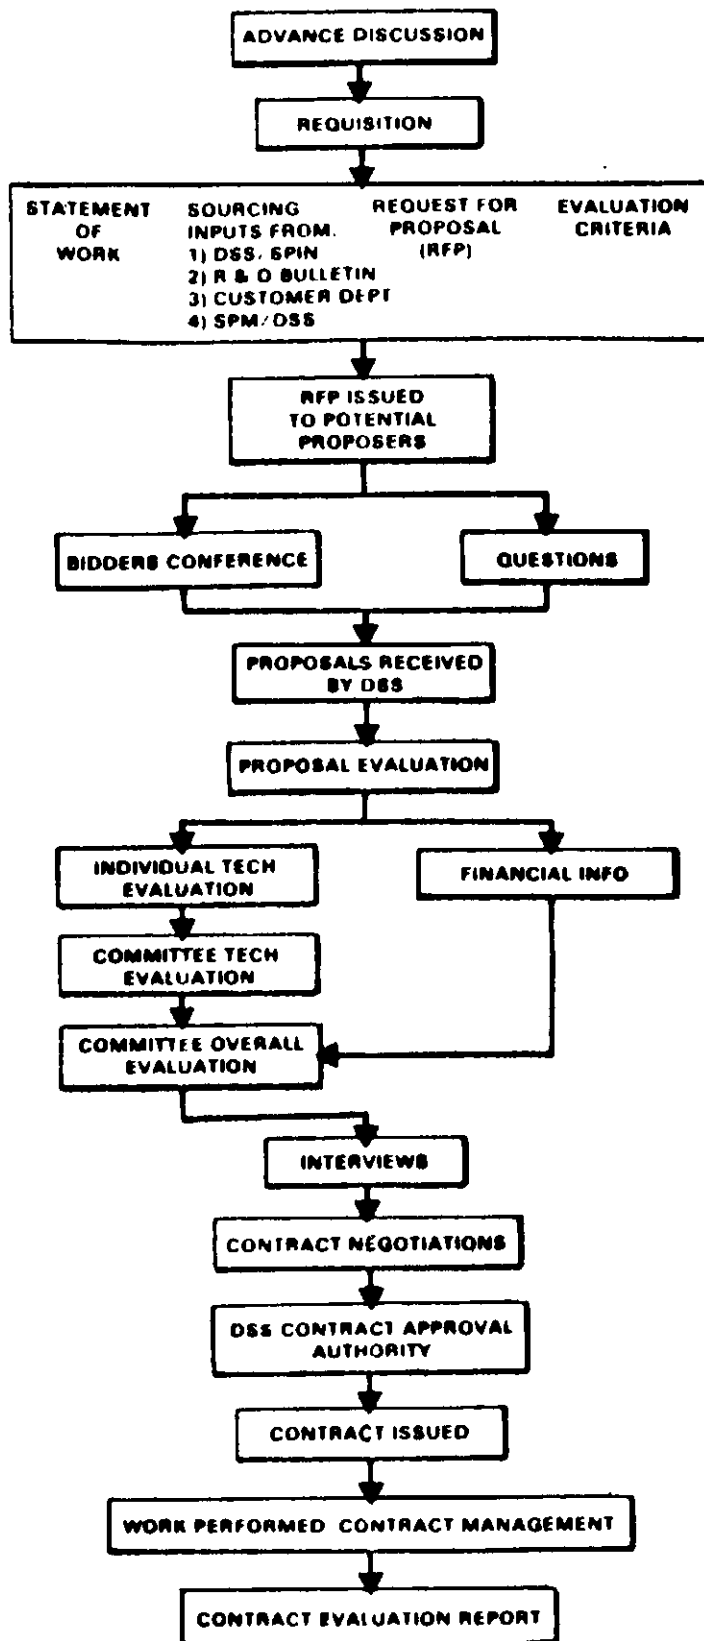 ADVANCE DISCUSSION
REQUISITION
STATEMENT
OF
WORK
SOURCING
INPUTS FROM.
1) DSS/SPIN
2) R & D BULLETIN
3) CUSTOMER DEPT
4) SPM/DSS
REQUEST FOR
PROPOSAL
(RFP)
EVALUATION
CRITERIA
RFP ISSUED
TO POTENTIAL
PROPOSERS
BIDDERS CONFERENCE
QUESTIONS
PROPOSALS RECEIVED
BY DSS
PROPOSAL EVALUATION
INDIVIDUAL TECH
EVALUATION
FINANCIAL INFO
COMMITTEE TECH
EVALUATION
COMMITTEE OVERALL
EVALUATION
INTERVIEWS
CONTRACT NEGOTIATIONS
DSS CONTRACT APPROVAL
AUTHORITY
CONTRACT ISSUED
WORK PERFORMED CONTRACT MANAGEMENT
CONTRACT EVALUATION REPORT